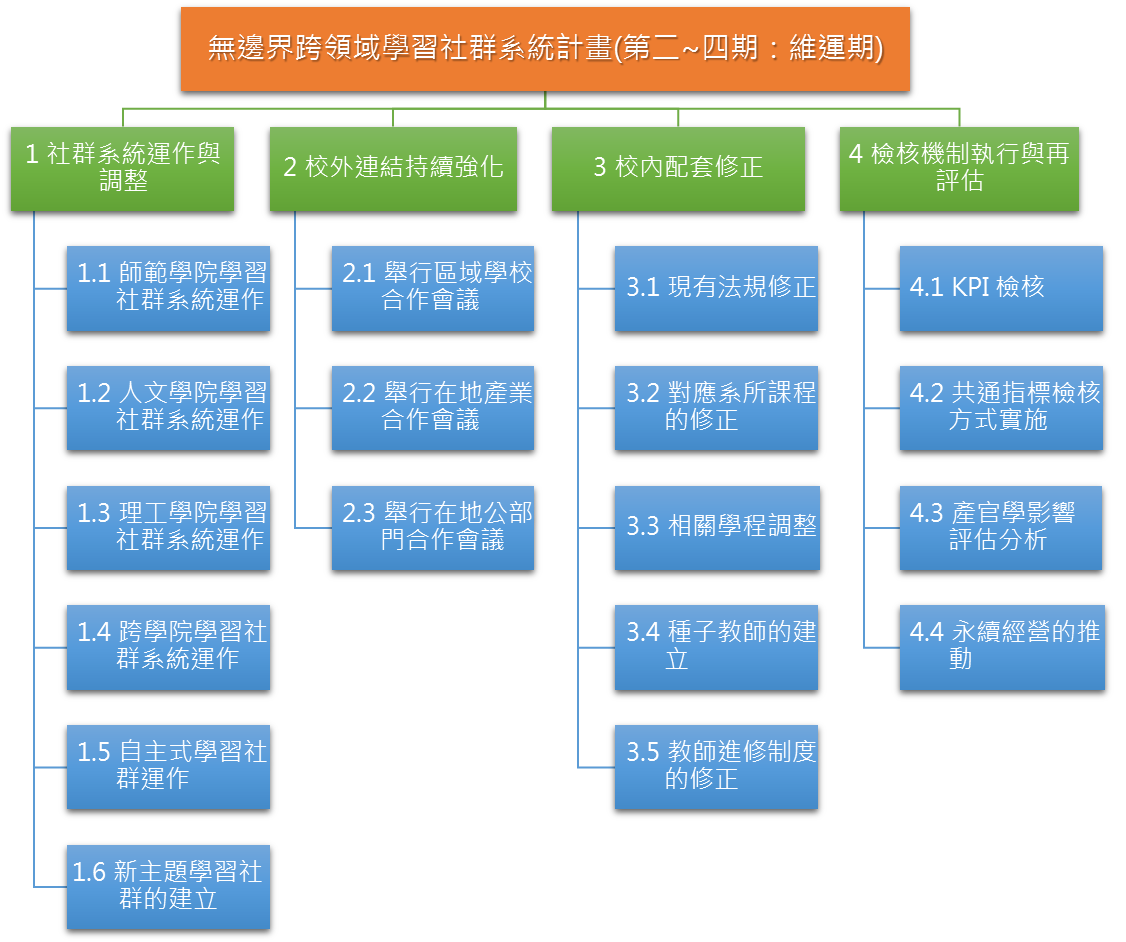 無邊界跨領域學習社群系統計畫(第二~四期：維運期)
1 社群系統運作與
調整
1.1 師範學院學習
社群系統運作
1.2 人文學院學習
社群系統運作
1.3 理工學院學習
社群系統運作
1.4 跨學院學習社
群系統運作
1.5 自主式學習社
群運作
1.6 新主題學習社
群的建立
2 校外連結持續強化
2.1 舉行區域學校
合作會議
2.2 舉行在地產業
合作會議
2.3 舉行在地公部
門合作會議
3 校內配套修正
3.1 現有法規修正
3.2 對應系所課程
的修正
3.3 相關學程調整
3.4 種子教師的建
立
3.5 教師進修制度
的修正
4 檢核機制執行與再
評估
4.1 KPI 檢核
4.2 共通指標檢核
方式實施
4.3 產官學影響
評估分析
4.4 永續經營的推
動